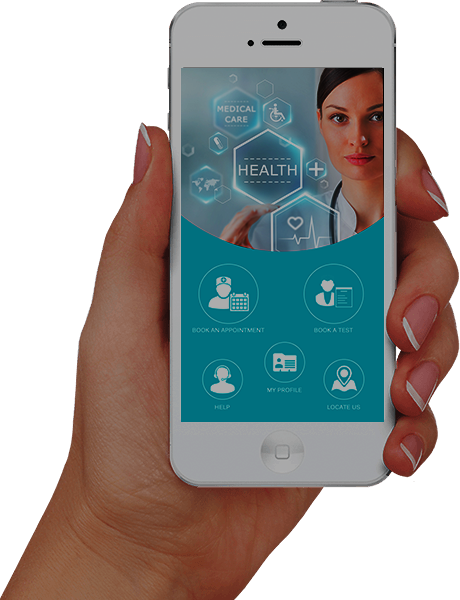 MEDICAL
CARE
HEALTH
BOOK AN APPOINTMENT
BOOK A TEST
MY PROFILE
HELP
LOCATE US